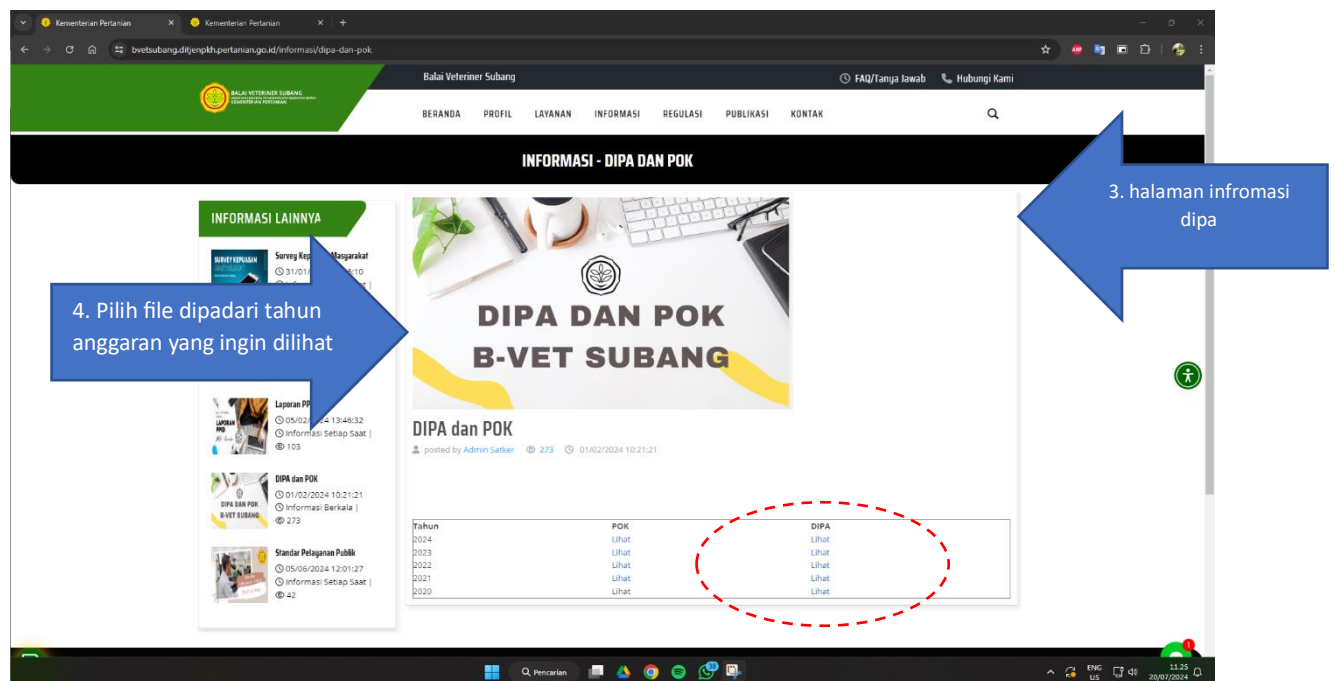 Kementerian Pertanian
Kementerian Pertanian
bvetsubang.ditjenpkh.pertanian.go.id/informasi/dipa-dan-pok
Balai Veteriner Subang
FAQ/Tanya Jawab
Hubungi Kami
BALAI VETERINER SUBANG
KEMENTERIAN PERTANIAN
BERANDA PROFIL LAYANAN INFORMASI REGULASI PUBLIKASI KONTAK
INFORMASI - DIPA DAN POK
3. halaman infromasi
dipa
INFORMASI LAINNYA
SURVEY KEPUASAN
Survey Kep Masyarakat
31/01/ 6:10
4. Pilih file dipadari tahun
anggaran yang ingin dilihat
LAPORAN
PPID
Laporan PP
05/02/ 24 13:46:32
Informasi Setiap Saat |
103
DIPA DAN POK
B-VET SUBANG
DIPA dan POK
01/02/2024 10:21:21
Informasi Berkala |
273
Standar Pelayanan Publik
05/06/2024 12:01:27
Informasi Setiap Saat |
42
DIPA DAN POK
B-VET SUBANG
DIPA dan POK
posted by Admin Satker 273 01/02/2024 10:21:21
Tahun POK DIPA
2024 Lihat Lihat
2023 Lihat Lihat
2022 Lihat Lihat
2021 Lihat Lihat
2020 Lihat Lihat
1
Pencarian
ENG
US
11.25
20/07/2024